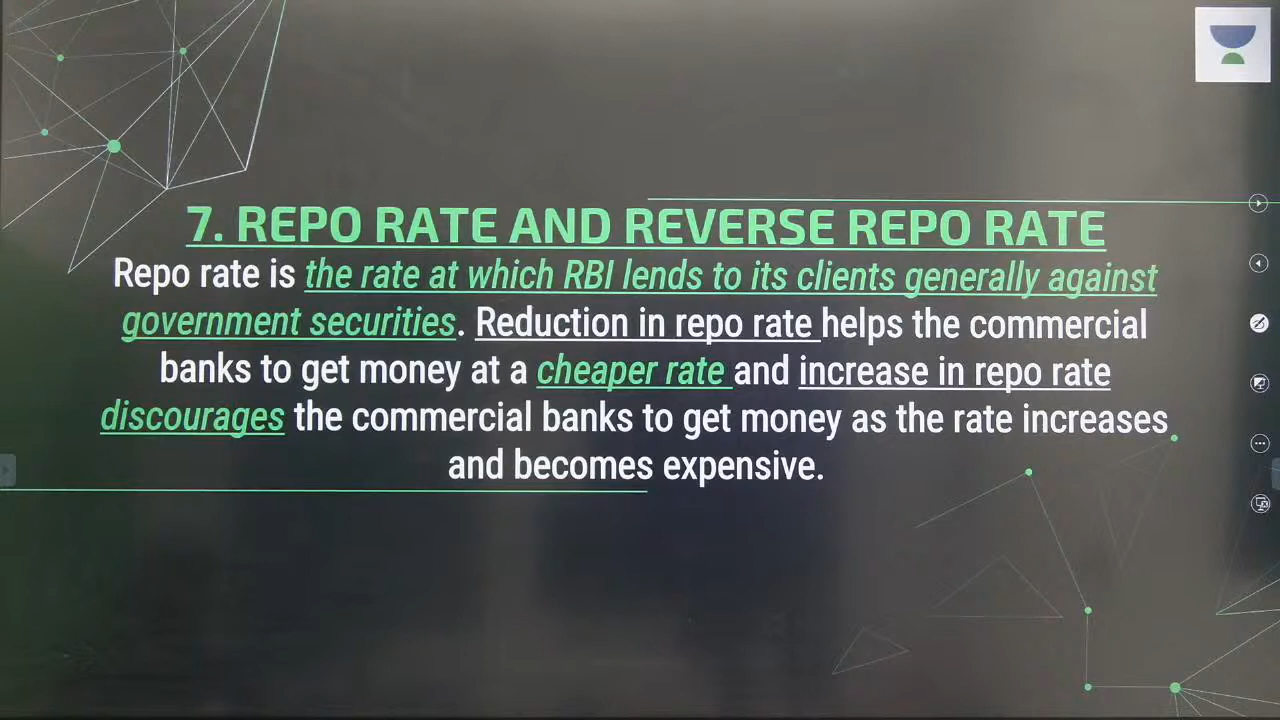 7. REPO RATE AND REVERSE REPO RATE
Repo rate is the rate at which RBI lends to its clients generally against
government securities. Reduction in repo rate helps the commercial
banks to get money at a cheaper rate and increase in repo rate
discourages the commercial banks to get money as the rate increases
and becomes expensive.